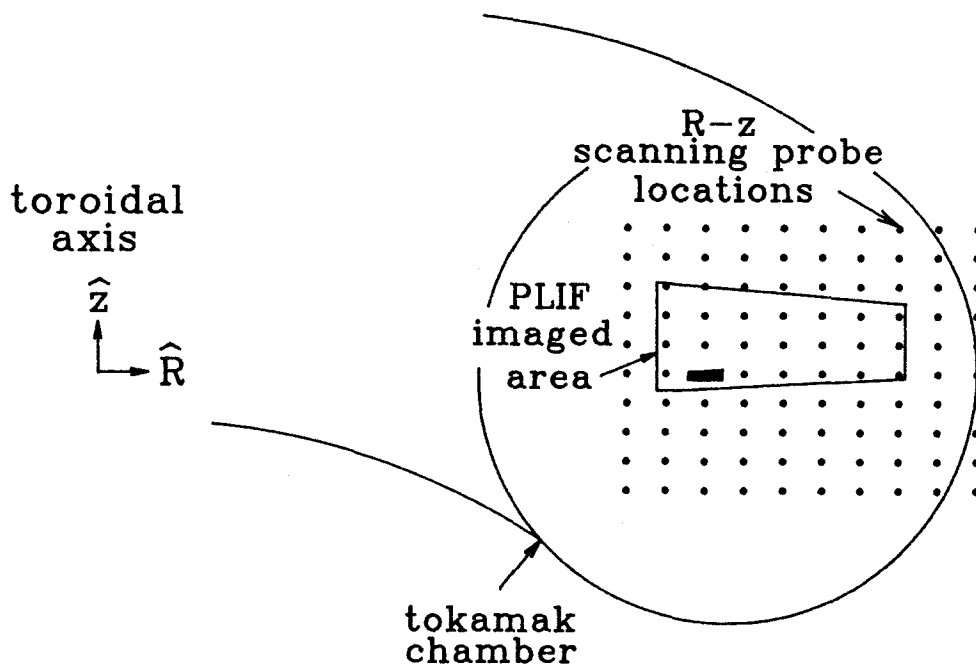 R-z
scanning probe
locations
toroidal
axis
ẑ
R̂
PLIF
imaged
area
tokamak
chamber